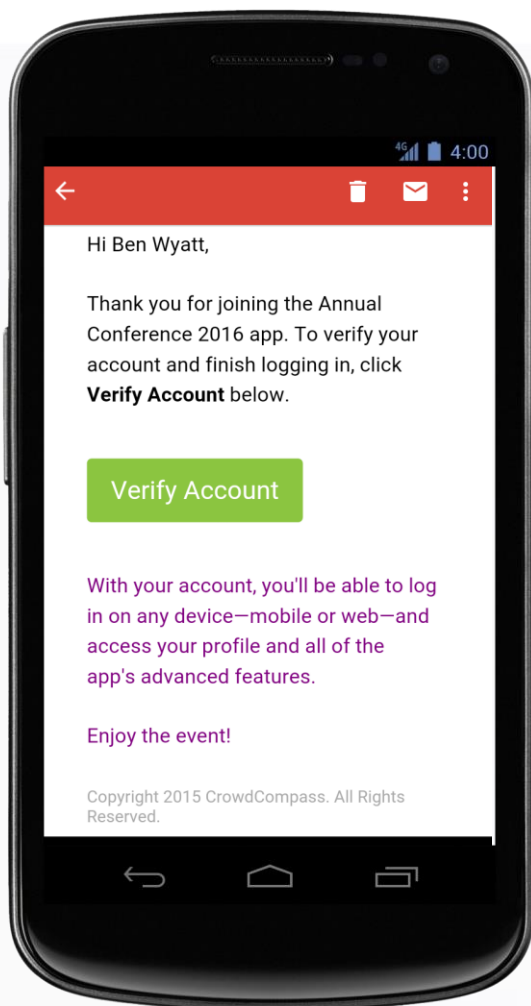 4G 4:00
Hi Ben Wyatt,
Thank you for joining the Annual
Conference 2016 app. To verify your
account and finish logging in, click
Verify Account below.
Verify Account
With your account, you'll be able to log
in on any device—mobile or web—and
access your profile and all of the
app's advanced features.
Enjoy the event!
Copyright 2015 CrowdCompass. All Rights
Reserved.